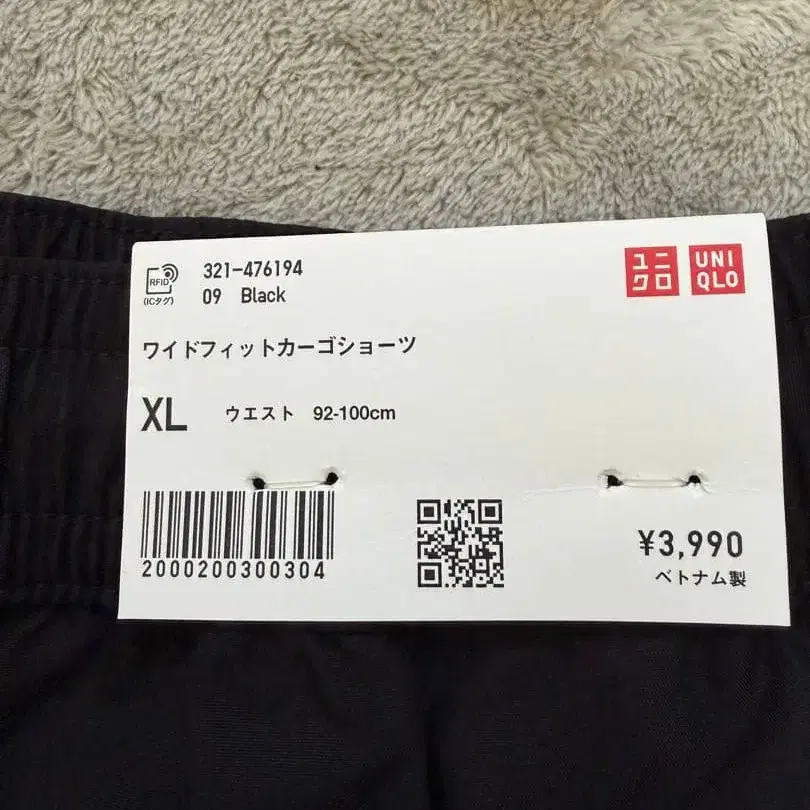 RFID
(ICタグ)
321-476194
09 Black
ユニ
クロ
UNI
QLO
ワイドフィットカーゴショーツ
XL ウエスト 92-100cm
2000200300304
¥3,990
ベトナム製